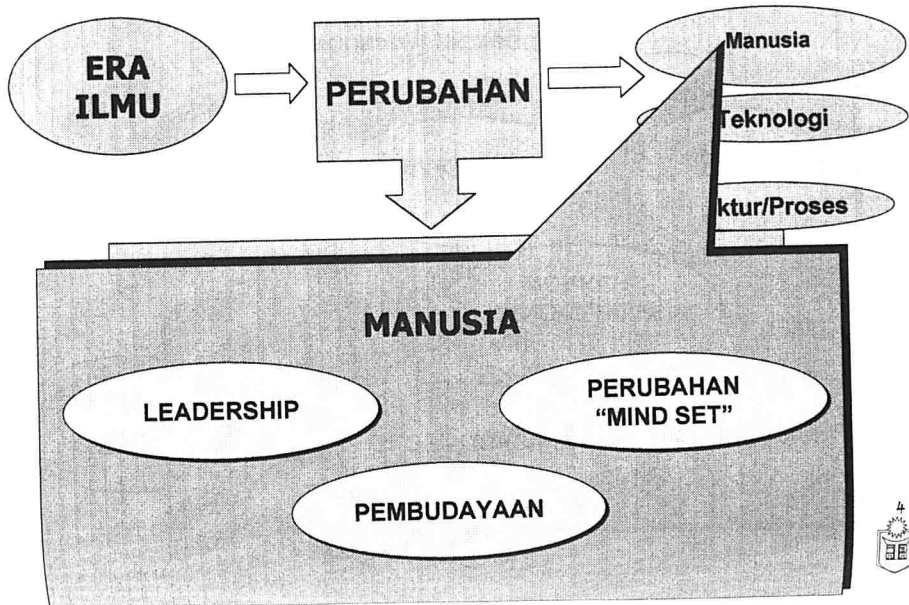 ERA
ILMU
PERUBAHAN
Manusia
Teknologi
ktur/Proses
MANUSIA
LEADERSHIP
PERUBAHAN
“MIND SET”
PEMBUDAYAAN
4